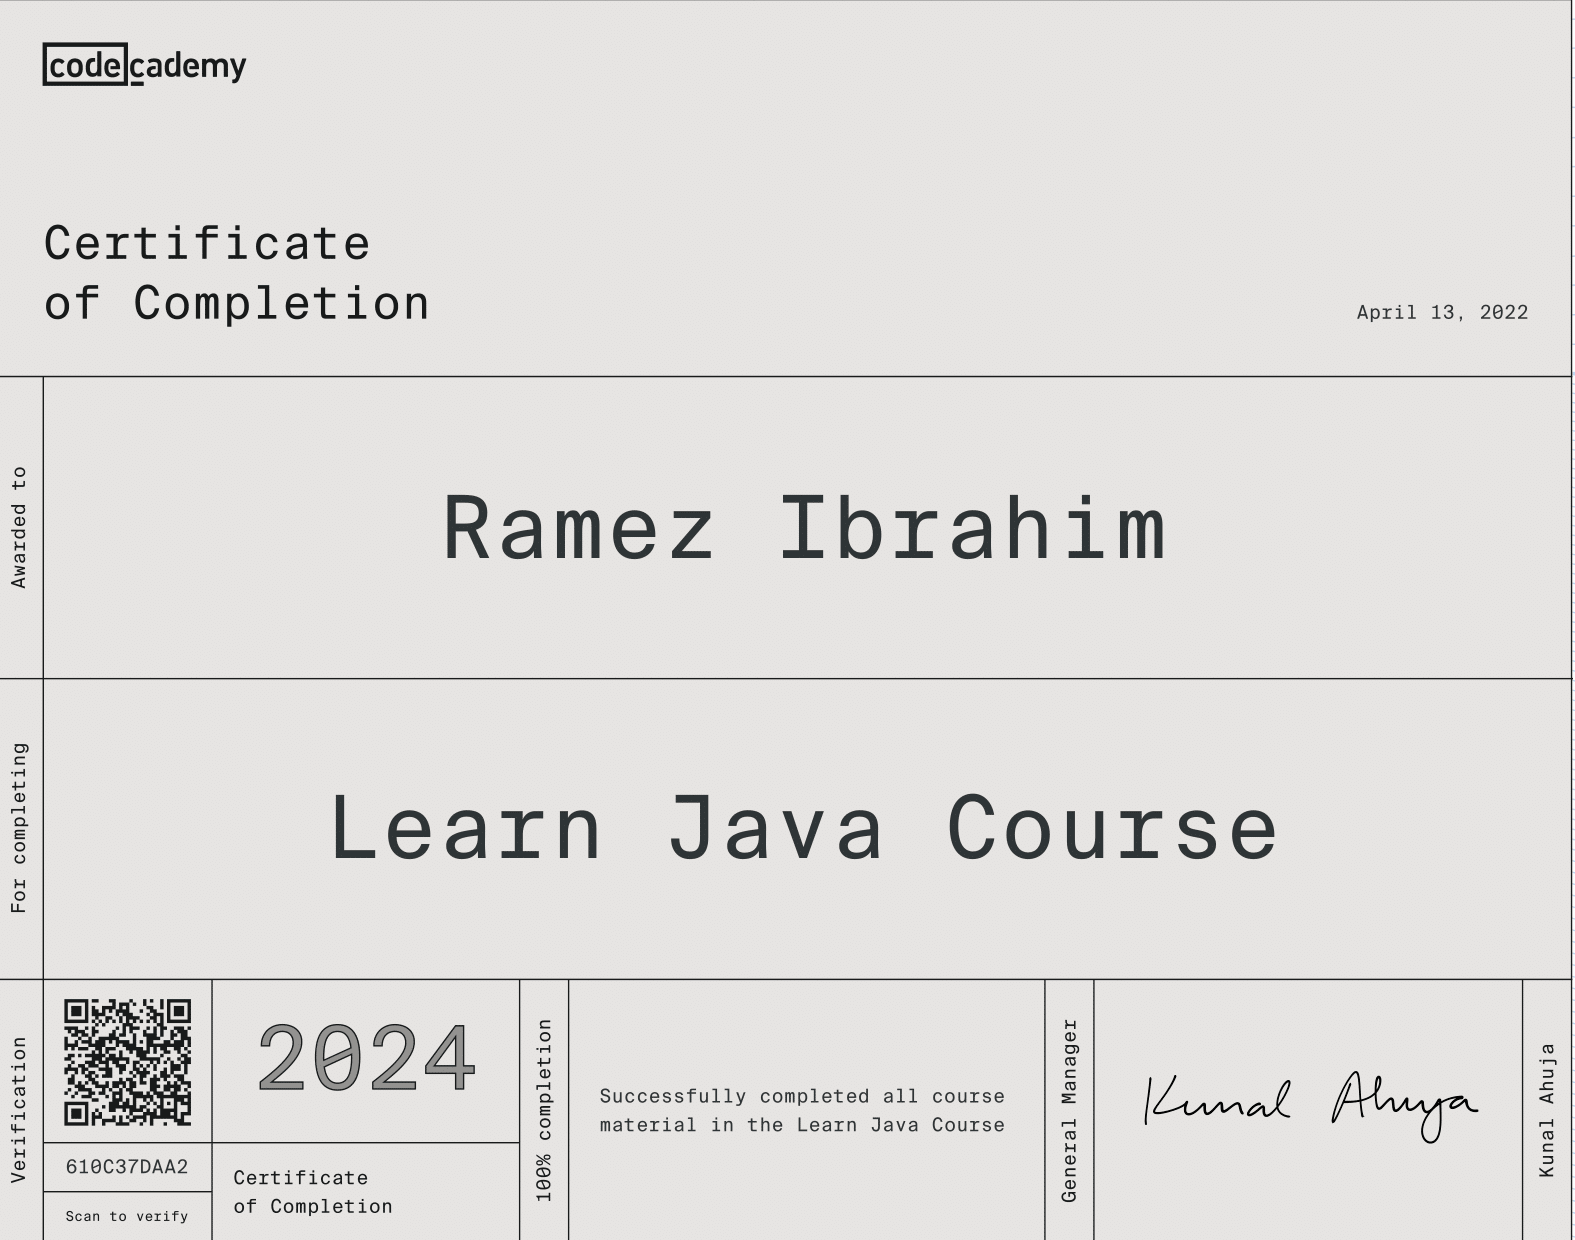 codecademy
Certificate
of Completion
April 13, 2022
Awarded to
Ramez Ibrahim
For completing
Learn Java Course
Verification
610C37DAA2
Scan to verify
2024
Certificate
of Completion
100% completion
Successfully completed all course
material in the Learn Java Course
General Manager
Kunal Ahuja
Kunal Ahuja